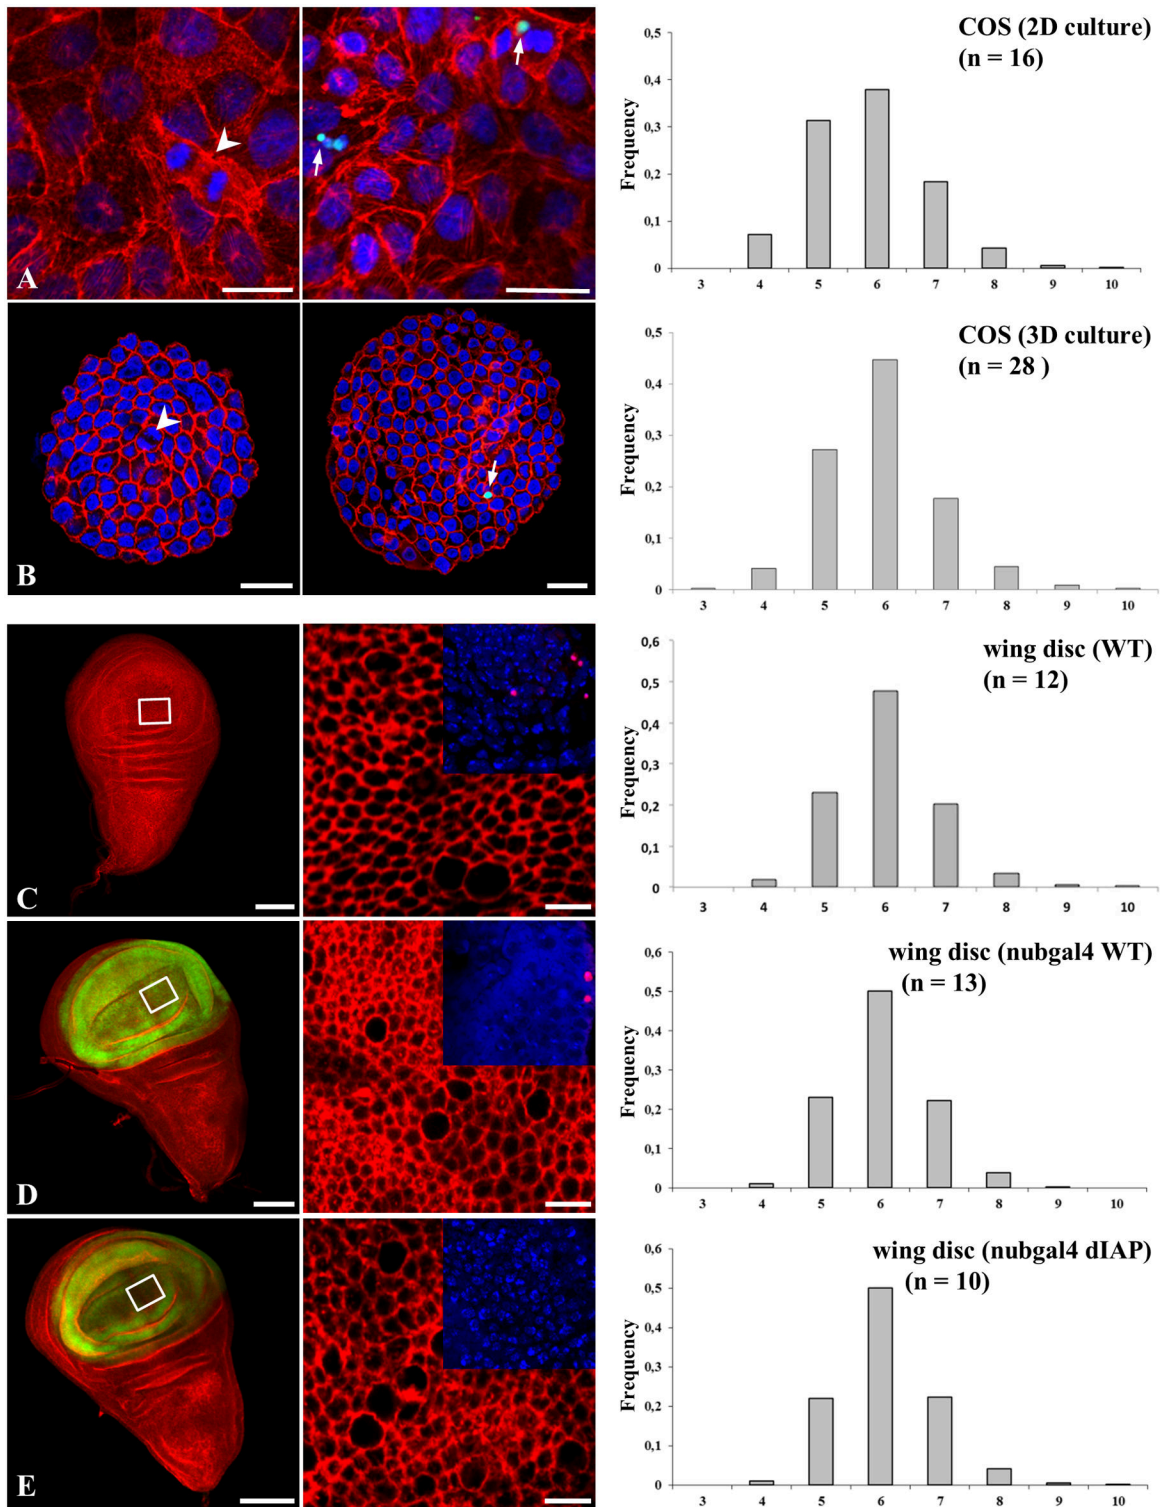 A
COS (2D culture)
(n = 16)
Frequency
0,5
0,4
0,3
0,2
0,1
0
3 4 5 6 7 8 9 10
B
COS (3D culture)
(n = 28 )
Frequency
0,5
0,4
0,3
0,2
0,1
0
3 4 5 6 7 8 9 10
C
wing disc (WT)
(n = 12)
Frequency
0,6
0,5
0,4
0,3
0,2
0,1
0
3 4 5 6 7 8 9 10
D
wing disc (nubgal4 WT)
(n = 13)
Frequency
0,6
0,5
0,4
0,3
0,2
0,1
0
3 4 5 6 7 8 9 10
E
wing disc (nubgal4 dIAP)
(n = 10)
Frequency
0,6
0,5
0,4
0,3
0,2
0,1
0
3 4 5 6 7 8 9 10